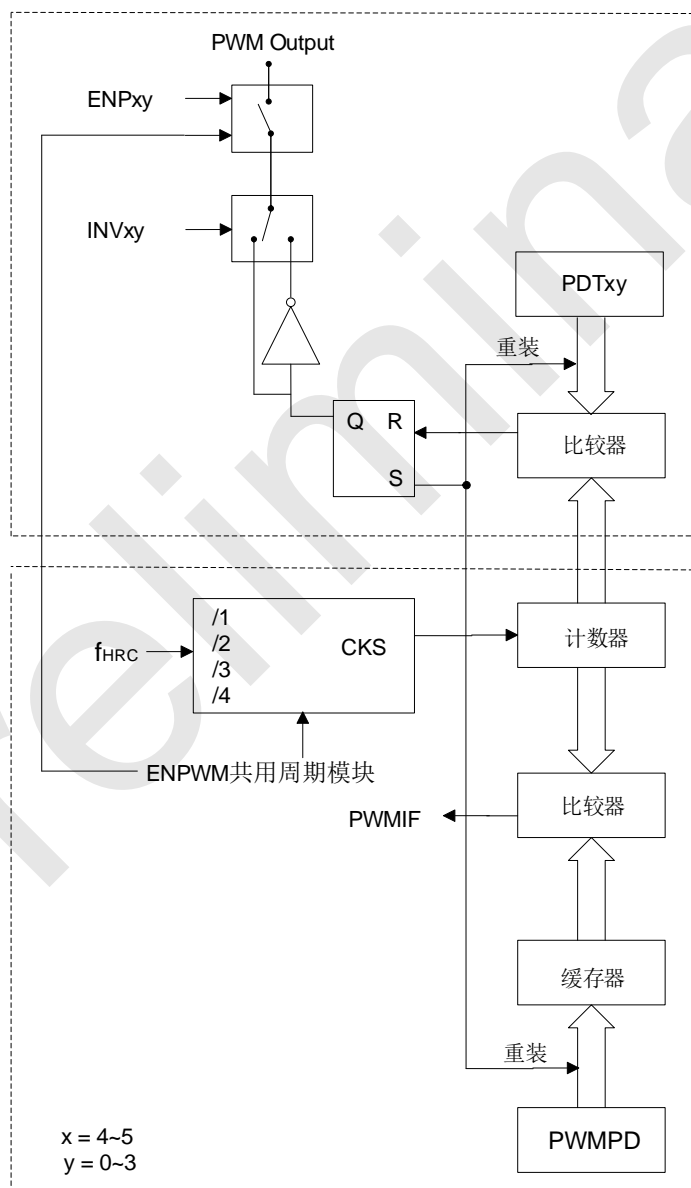 PWM Output
ENPxy
INVxy
PDTxy
重装
Q R
S
比较器
/1
/2
/3
/4
CKS
fHRC
计数器
ENPWM共用周期模块
PWMIF
比较器
缓存器
重装
PWMPD
x = 4~5
y = 0~3